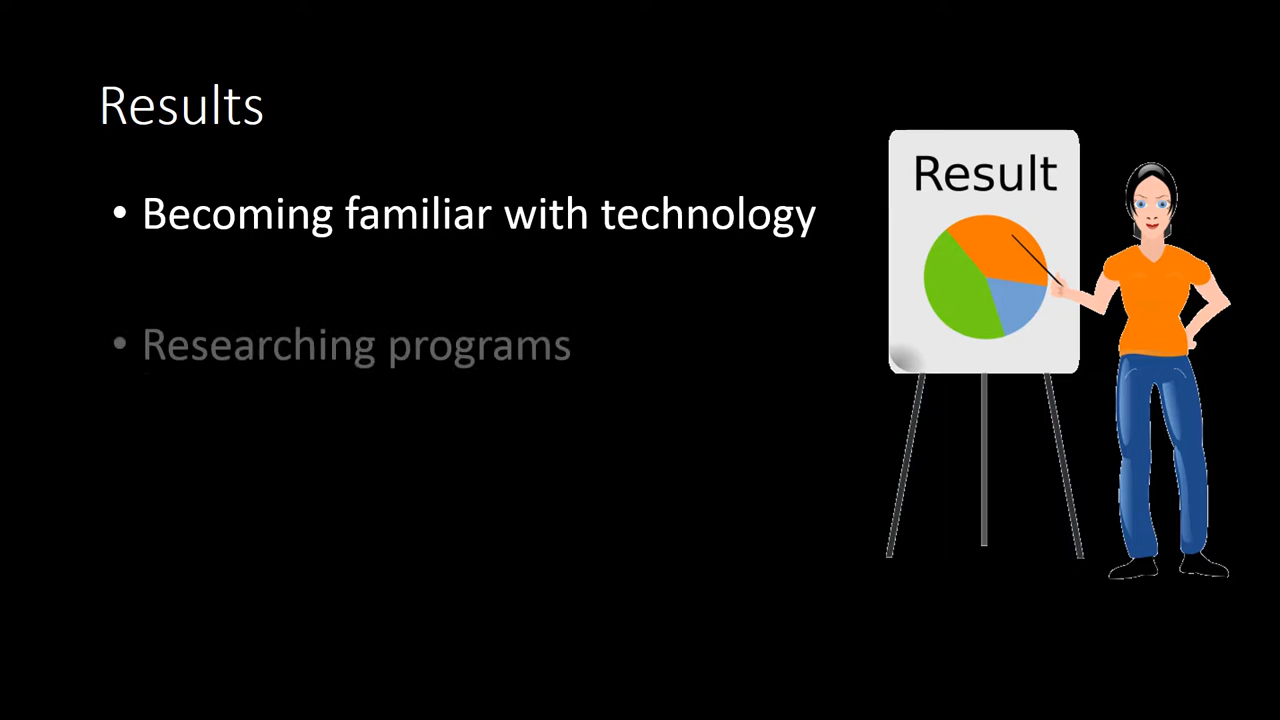 Results
• Becoming familiar with technology
• Researching programs
Result